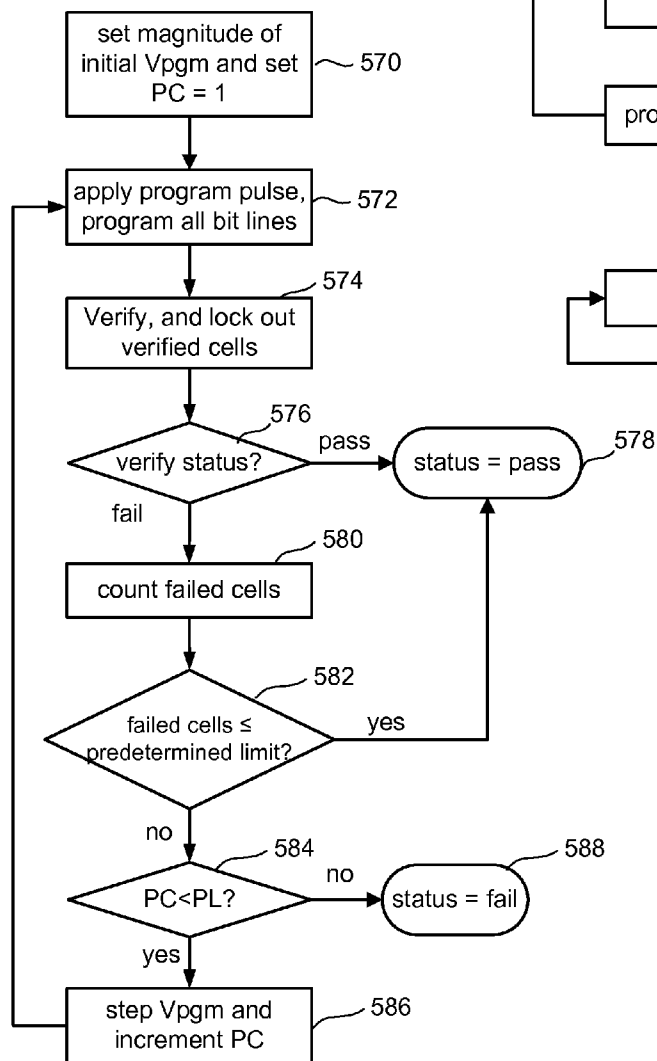 set magnitude of
initial Vpgm and set
PC = 1
570
pro
apply program pulse,
program all bit lines
572
574
Verify, and lock out
verified cells
576
verify status?
pass
status = pass
578
fail
580
count failed cells
582
failed cells ≤
predetermined limit?
yes
no
584
PC<PL?
no
588
status = fail
yes
step Vpgm and
increment PC
586